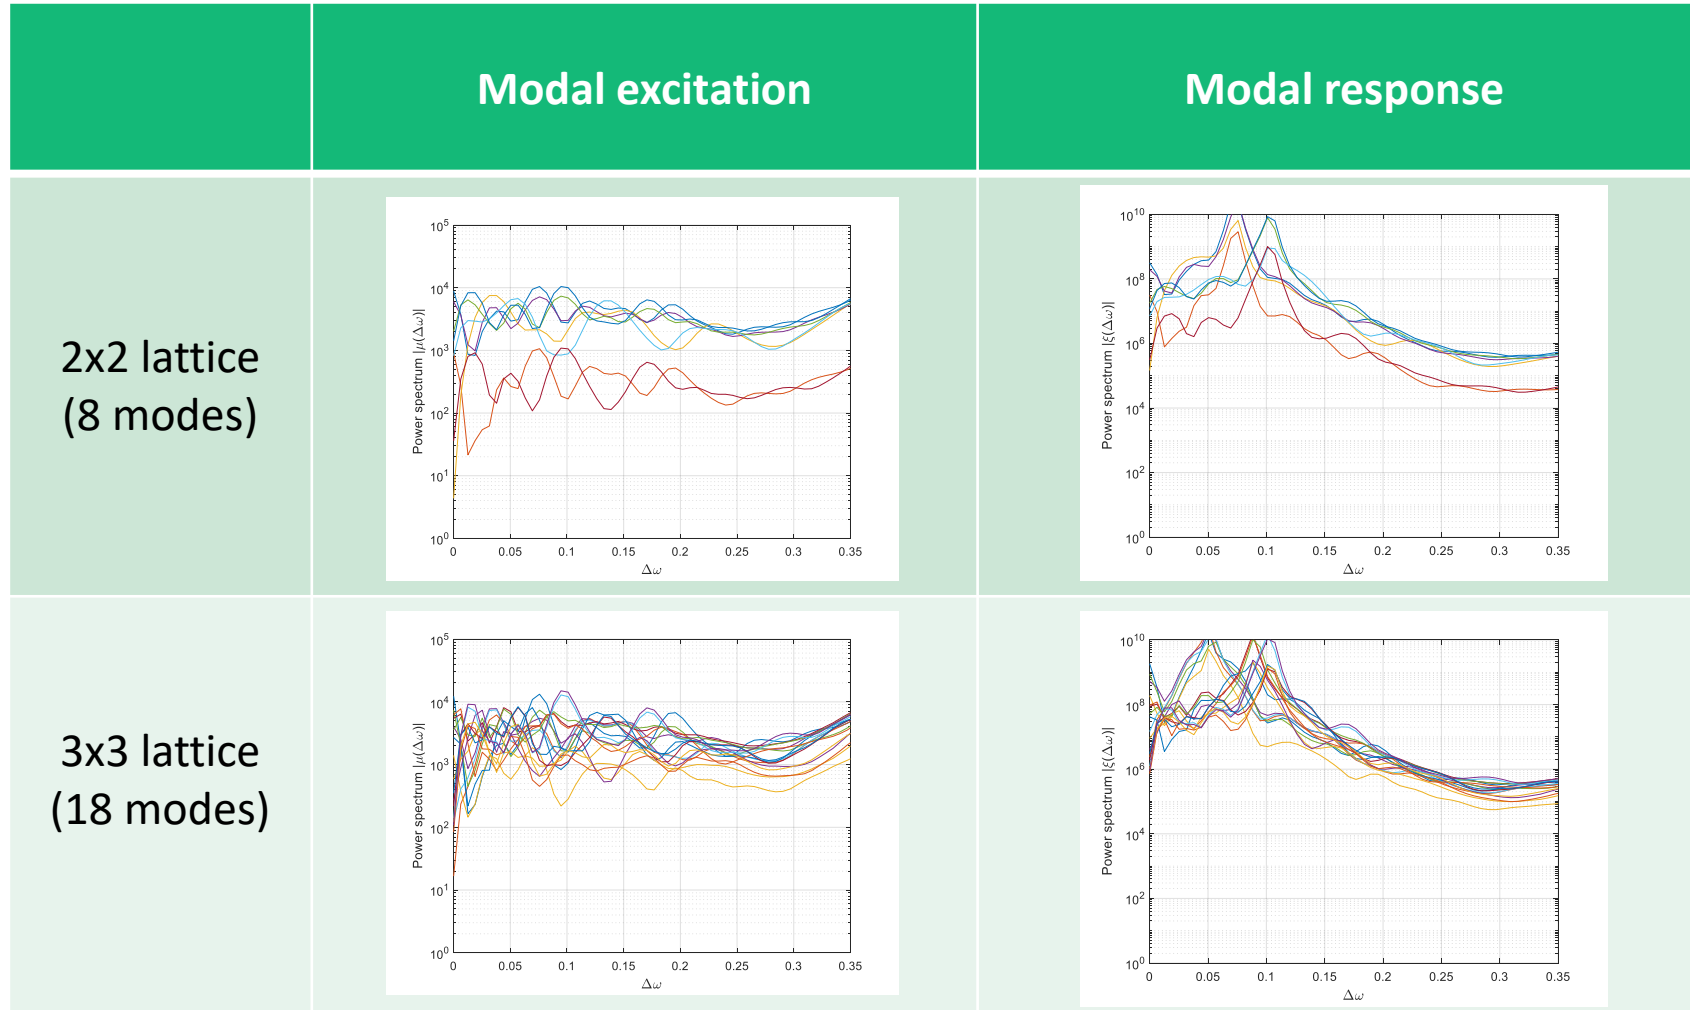 Modal excitation
Modal response
2x2 lattice
(8 modes)
Power spectrum |μ(Δω)|
10^5
10^4
10^3
10^2
10^1
10^0
0 0.05 0.1 0.15 0.2 0.25 0.3 0.35
Δω
Power spectrum |ξ(Δω)|
10^10
10^8
10^6
10^4
10^2
10^0
0 0.05 0.1 0.15 0.2 0.25 0.3 0.35
Δω
3x3 lattice
(18 modes)
Power spectrum |μ(Δω)|
10^5
10^4
10^3
10^2
10^1
10^0
0 0.05 0.1 0.15 0.2 0.25 0.3 0.35
Δω
Power spectrum |ξ(Δω)|
10^10
10^8
10^6
10^4
10^2
10^0
0 0.05 0.1 0.15 0.2 0.25 0.3 0.35
Δω